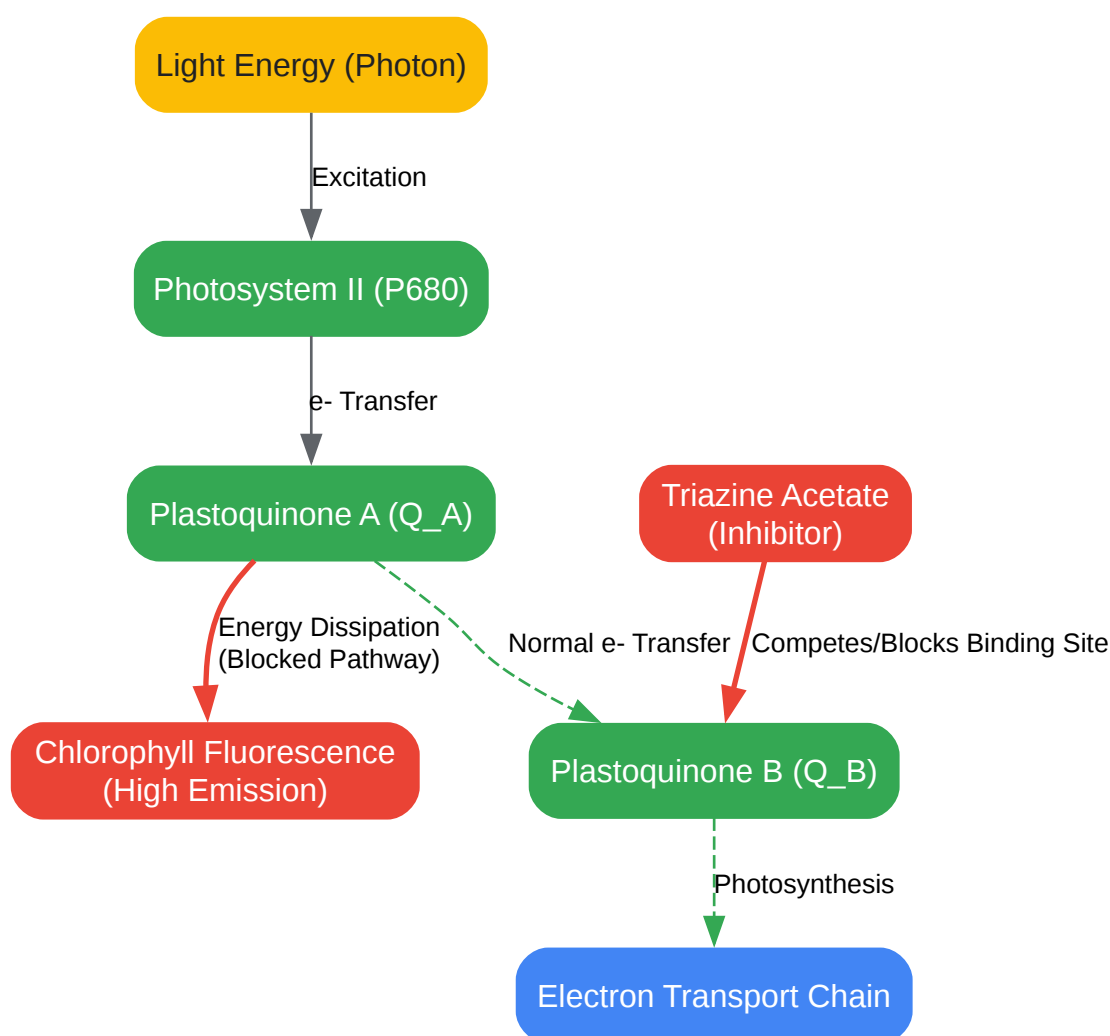 Light Energy (Photon)
Excitation
Photosystem II (P680)
e- Transfer
Plastoquinone A (Q_A)
Triazine Acetate
(Inhibitor)
Energy Dissipation
(Blocked Pathway)
Normal e- Transfer
Competes/Blocks Binding Site
Chlorophyll Fluorescence
(High Emission)
Plastoquinone B (Q_B)
Photosynthesis
Electron Transport Chain